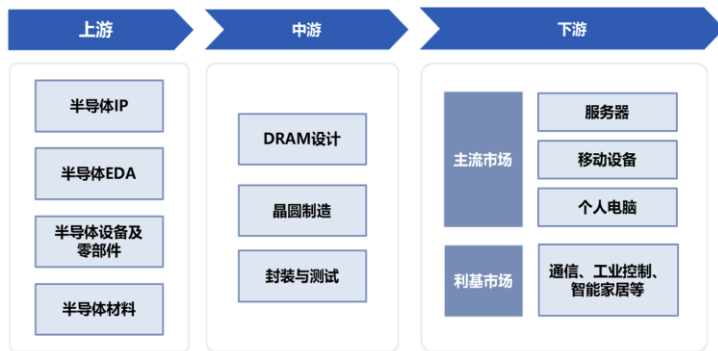 上游
半导体IP
半导体EDA
半导体设备及
零部件
半导体材料
中游
DRAM设计
晶圆制造
封装与测试
下游
主流市场
服务器
移动设备
个人电脑
利基市场
通信、工业控制、
智能家居等